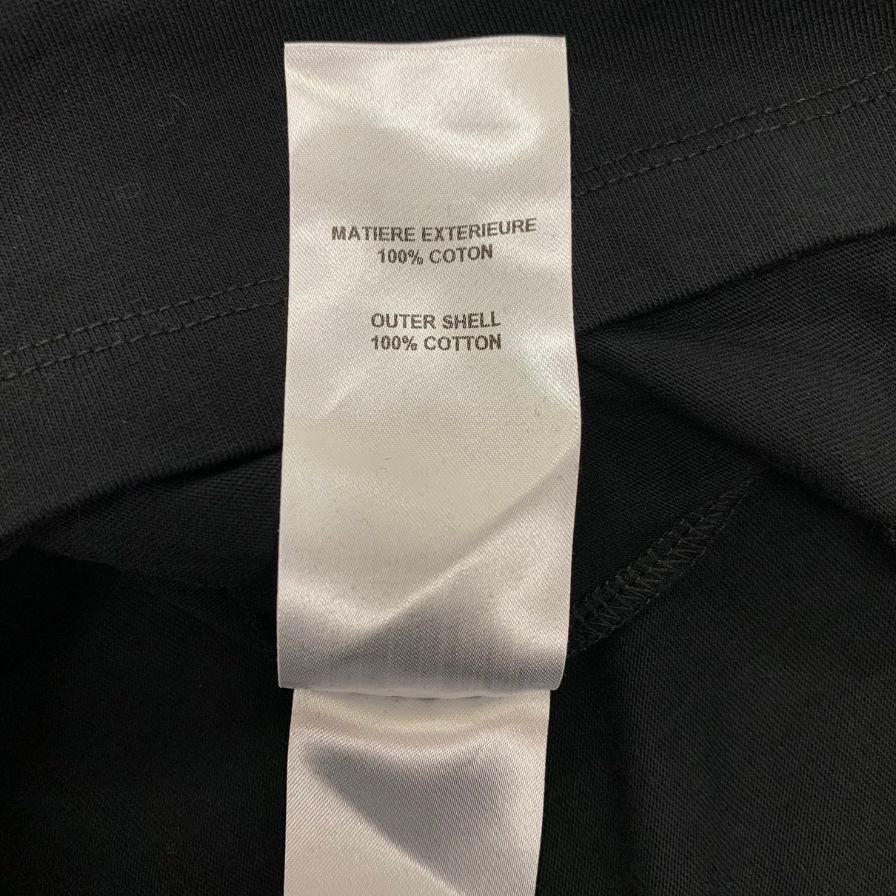 MATIERE EXTERIEURE
100% COTON
OUTER SHELL
100% COTTON